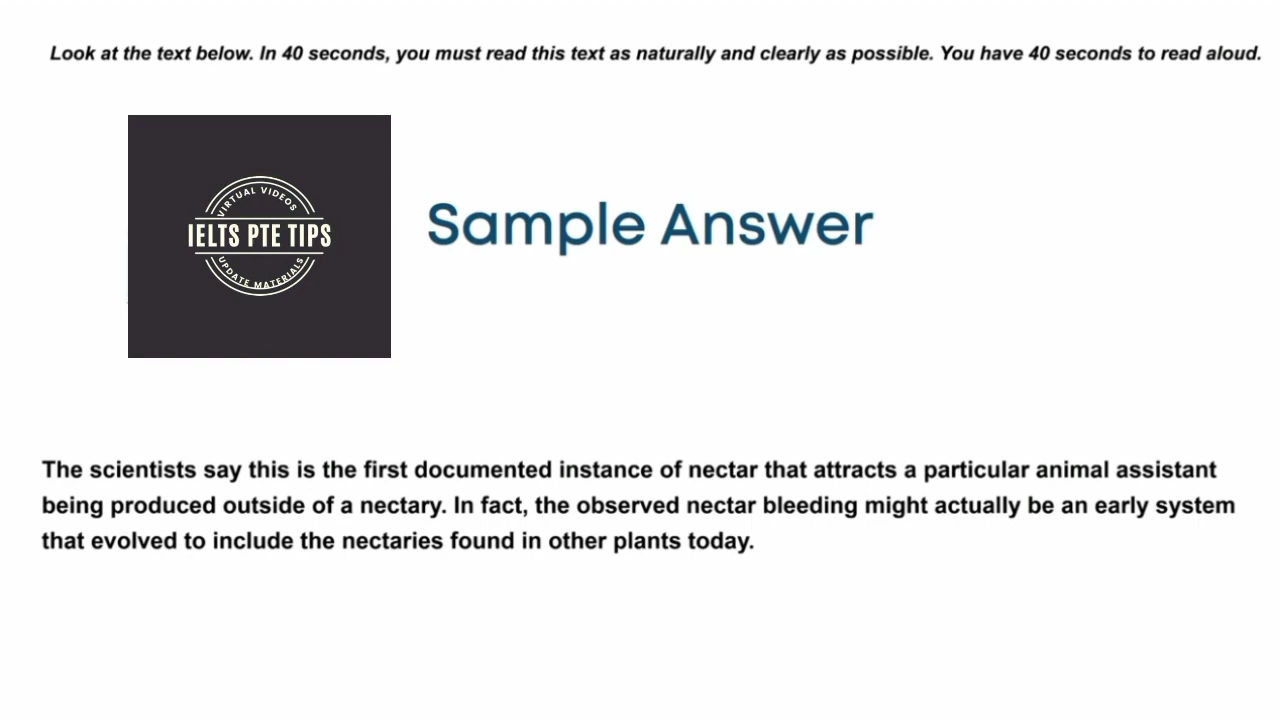 Look at the text below. In 40 seconds, you must read this text as naturally and clearly as possible. You have 40 seconds to read aloud.
VIRTUAL VIDEOS
IELTS PTE TIPS
UPDATE MATERIALS
Sample Answer
The scientists say this is the first documented instance of nectar that attracts a particular animal assistant
being produced outside of a nectary. In fact, the observed nectar bleeding might actually be an early system
that evolved to include the nectaries found in other plants today.